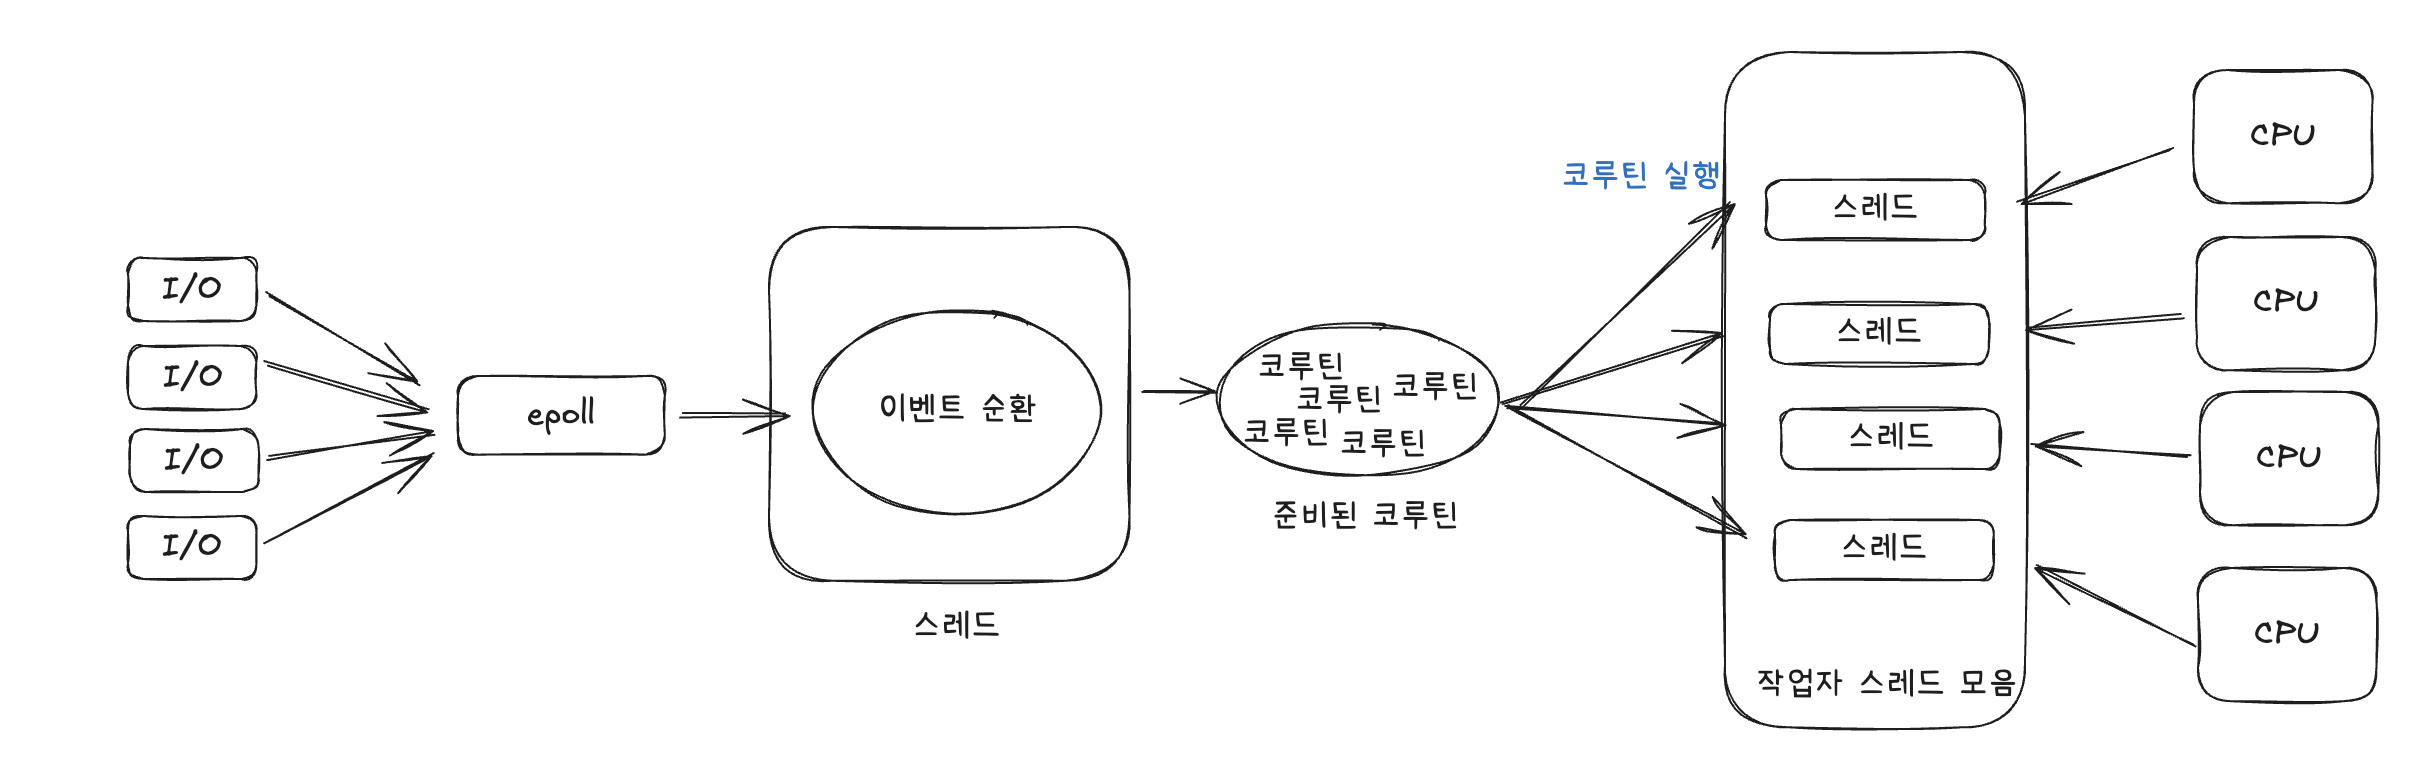 I/O
I/O
I/O
I/O
epoll
이벤트 순환
스레드
코루틴
코루틴
코루틴
코루틴
코루틴
준비된 코루틴
코루틴 실행
스레드
스레드
스레드
스레드
작업자 스레드 모음
CPU
CPU
CPU
CPU